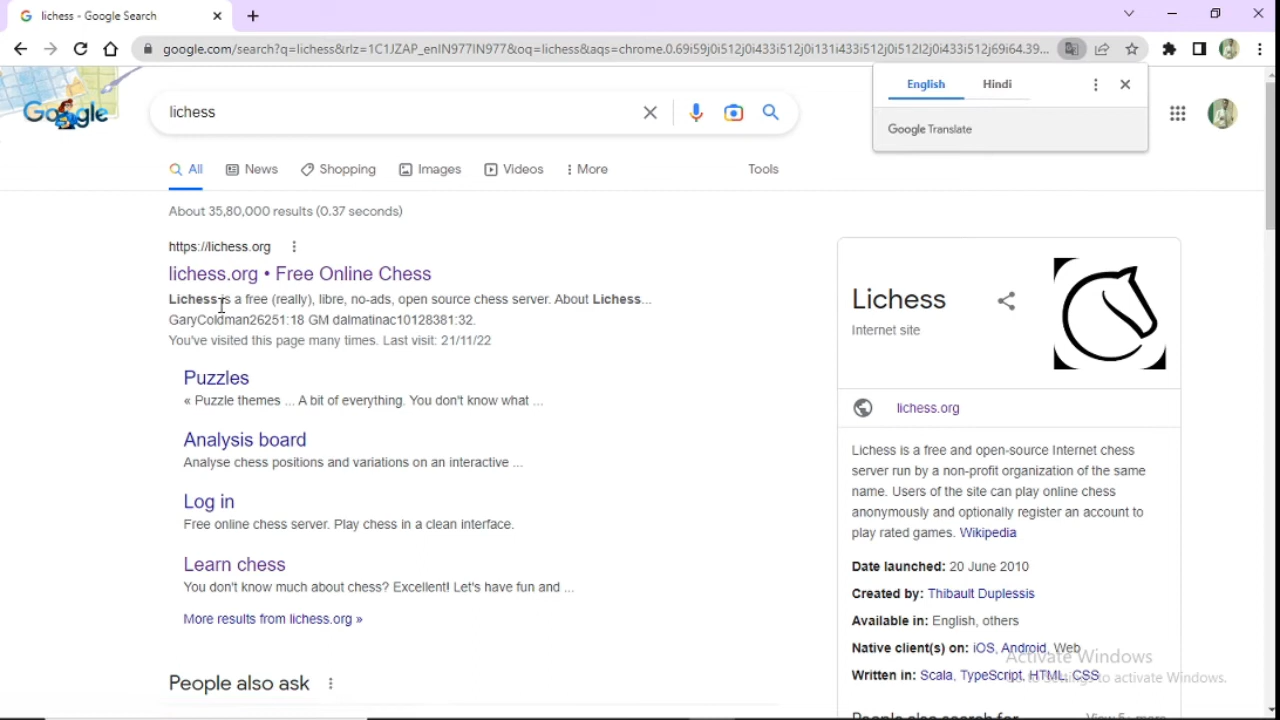 lichess - Google Search
google.com/search?q=lichess&rlz=1C1JZAP_enIN977IN977&oq=lichess&aqs=chrome.0.69i59j0i512j0i433i512j0i131i433i512j0i512l2j0i433i512j69i64.39...
English Hindi
Google Translate
Google
lichess
All News Shopping Images Videos More Tools
About 35,80,000 results (0.37 seconds)
https://lichess.org
lichess.org • Free Online Chess
Lichess is a free (really), libre, no-ads, open source chess server. About Lichess...
GaryColdman26251:18 GM dalmatinac10128381:32.
You've visited this page many times. Last visit: 21/11/22
Puzzles
« Puzzle themes ... A bit of everything. You don't know what ...
Analysis board
Analyse chess positions and variations on an interactive ...
Log in
Free online chess server. Play chess in a clean interface.
Learn chess
You don't know much about chess? Excellent! Let's have fun and ...
More results from lichess.org »
People also ask
Lichess
Internet site
lichess.org
Lichess is a free and open-source Internet chess
server run by a non-profit organization of the same
name. Users of the site can play online chess
anonymously and optionally register an account to
play rated games. Wikipedia
Date launched: 20 June 2010
Created by: Thibault Duplessis
Available in: English, others
Native client(s) on: iOS, Android, Web
Written in: Scala, TypeScript, HTML, CSS
Activate Windows
Go to Settings to activate Windows.
People also search for View 5+ more